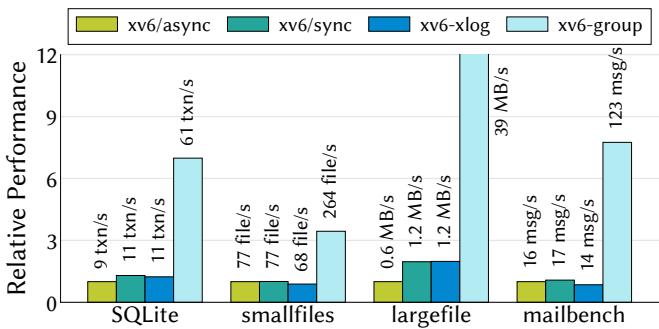 xv6/async xv6/sync xv6-xlog xv6-group
Relative Performance
12
9
6
3
0
9 txn/s
11 txn/s
11 txn/s
61 txn/s
77 file/s
77 file/s
68 file/s
264 file/s
0.6 MB/s
1.2 MB/s
1.2 MB/s
39 MB/s
16 msg/s
17 msg/s
14 msg/s
123 msg/s
SQLite smallfiles largefile mailbench